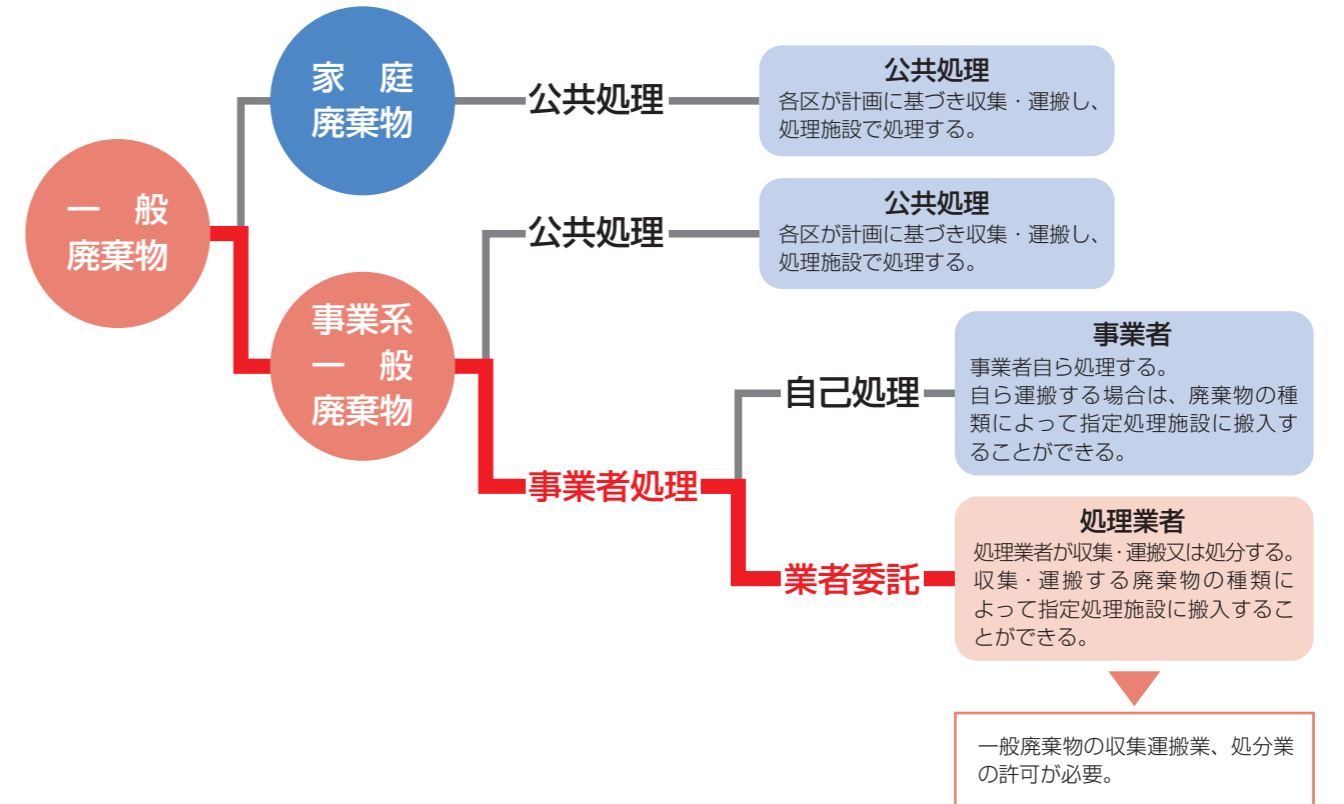 一般
廃棄物
家庭
廃棄物
公共処理
公共処理
各区が計画に基づき収集・運搬し、
処理施設で処理する。
事業系
一般
廃棄物
公共処理
公共処理
各区が計画に基づき収集・運搬し、
処理施設で処理する。
事業者処理
自己処理
事業者
事業者自ら処理する。
自ら運搬する場合は、廃棄物の種
類によって指定処理施設に搬入す
ることができる。
業者委託
処理業者
処理業者が収集・運搬又は処分する。
収集・運搬する廃棄物の種類に
よって指定処理施設に搬入するこ
とができる。
一般廃棄物の収集運搬業、処分業
の許可が必要。